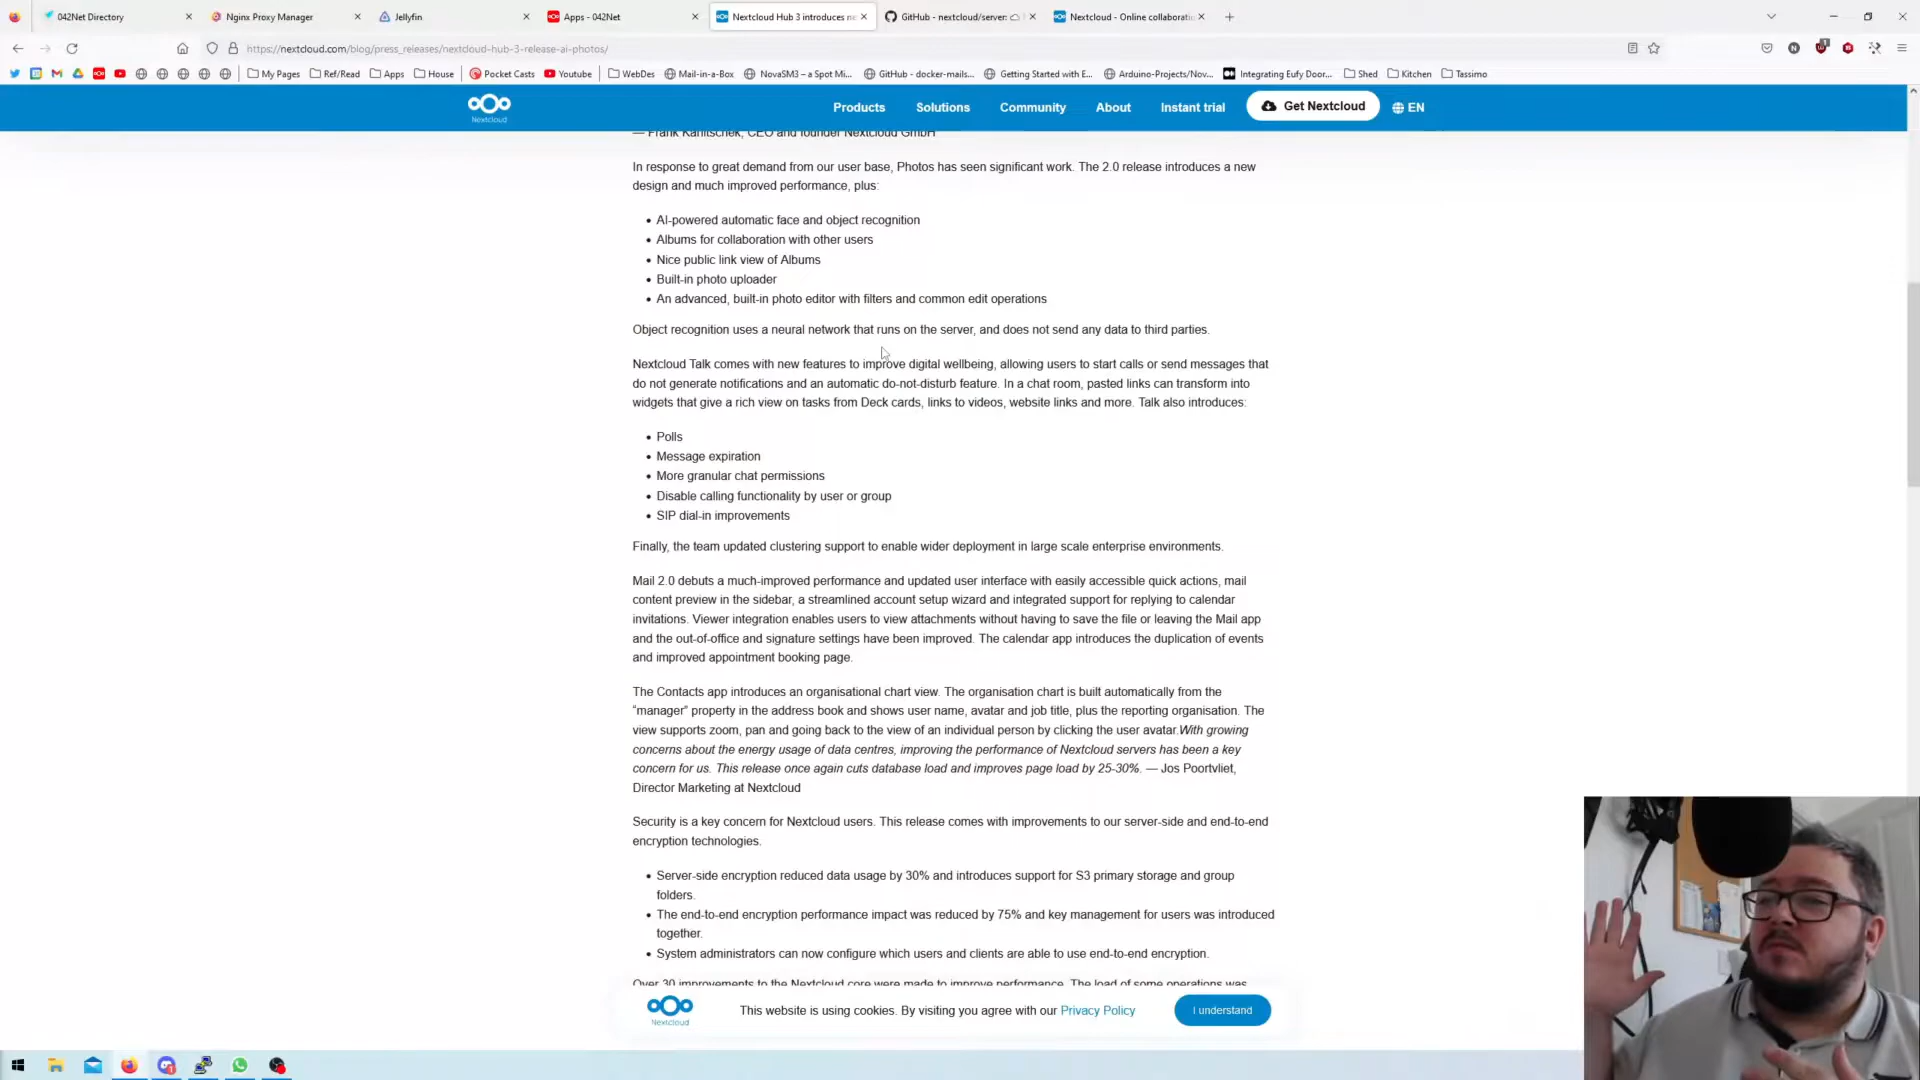 042Net Directory
Nginx Proxy Manager
Jellyfin
Apps - 042Net
Nextcloud Hub 3 introduces ne
GitHub - nextcloud/server:
Nextcloud - Online collaborati
https://nextcloud.com/blog/press_releases/nextcloud-hub-3-release-ai-photos/
My Pages
Ref/Read
Apps
House
Pocket Casts
Youtube
WebDes
Mail-in-a-Box
NovaSM3 – a Spot Mi...
GitHub - docker-mails...
Getting Started with E...
Arduino-Projects/Nov...
Integrating Eufy Door...
Shed
Kitchen
Tassimo
Nextcloud
Products
Solutions
Community
About
Instant trial
Get Nextcloud
EN
— Frank Karlitschek, CEO and founder Nextcloud GmbH
In response to great demand from our user base, Photos has seen significant work. The 2.0 release introduces a new
design and much improved performance, plus:
• AI-powered automatic face and object recognition
• Albums for collaboration with other users
• Nice public link view of Albums
• Built-in photo uploader
• An advanced, built-in photo editor with filters and common edit operations
Object recognition uses a neural network that runs on the server, and does not send any data to third parties.
Nextcloud Talk comes with new features to improve digital wellbeing, allowing users to start calls or send messages that
do not generate notifications and an automatic do-not-disturb feature. In a chat room, pasted links can transform into
widgets that give a rich view on tasks from Deck cards, links to videos, website links and more. Talk also introduces:
• Polls
• Message expiration
• More granular chat permissions
• Disable calling functionality by user or group
• SIP dial-in improvements
Finally, the team updated clustering support to enable wider deployment in large scale enterprise environments.
Mail 2.0 debuts a much-improved performance and updated user interface with easily accessible quick actions, mail
content preview in the sidebar, a streamlined account setup wizard and integrated support for replying to calendar
invitations. Viewer integration enables users to view attachments without having to save the file or leaving the Mail app
and the out-of-office and signature settings have been improved. The calendar app introduces the duplication of events
and improved appointment booking page.
The Contacts app introduces an organisational chart view. The organisation chart is built automatically from the
“manager” property in the address book and shows user name, avatar and job title, plus the reporting organisation. The
view supports zoom, pan and going back to the view of an individual person by clicking the user avatar.With growing
concerns about the energy usage of data centres, improving the performance of Nextcloud servers has been a key
concern for us. This release once again cuts database load and improves page load by 25-30%. — Jos Poortvliet,
Director Marketing at Nextcloud
Security is a key concern for Nextcloud users. This release comes with improvements to our server-side and end-to-end
encryption technologies.
• Server-side encryption reduced data usage by 30% and introduces support for S3 primary storage and group
folders.
• The end-to-end encryption performance impact was reduced by 75% and key management for users was introduced
together.
• System administrators can now configure which users and clients are able to use end-to-end encryption.
Over 30 improvements to the Nextcloud core were made to improve performance. The load of some operations was
Nextcloud
This website is using cookies. By visiting you agree with our Privacy Policy
I understand